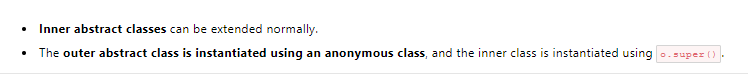 Inner abstract classes can be extended normally.
The outer abstract class is instantiated using an anonymous class, and the inner class is instantiated using o.super().